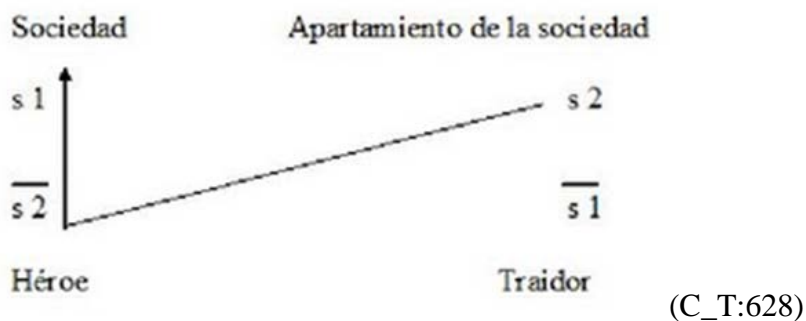 Sociedad Apartamiento de la sociedad
s 1 s 2
s̅ ̅2̅ s̅ ̅1̅
Héroe Traidor
(C_T:628)